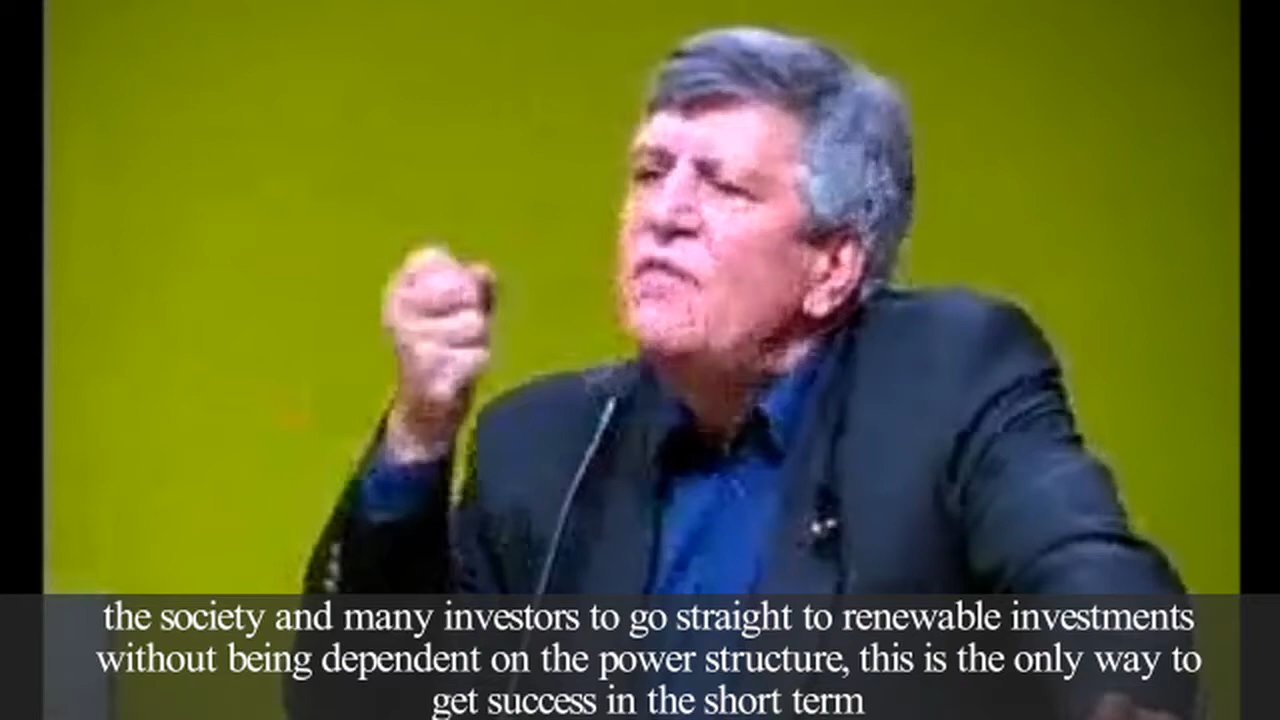 the society and many investors to go straight to renewable investments
without being dependent on the power structure, this is the only way to
get success in the short term